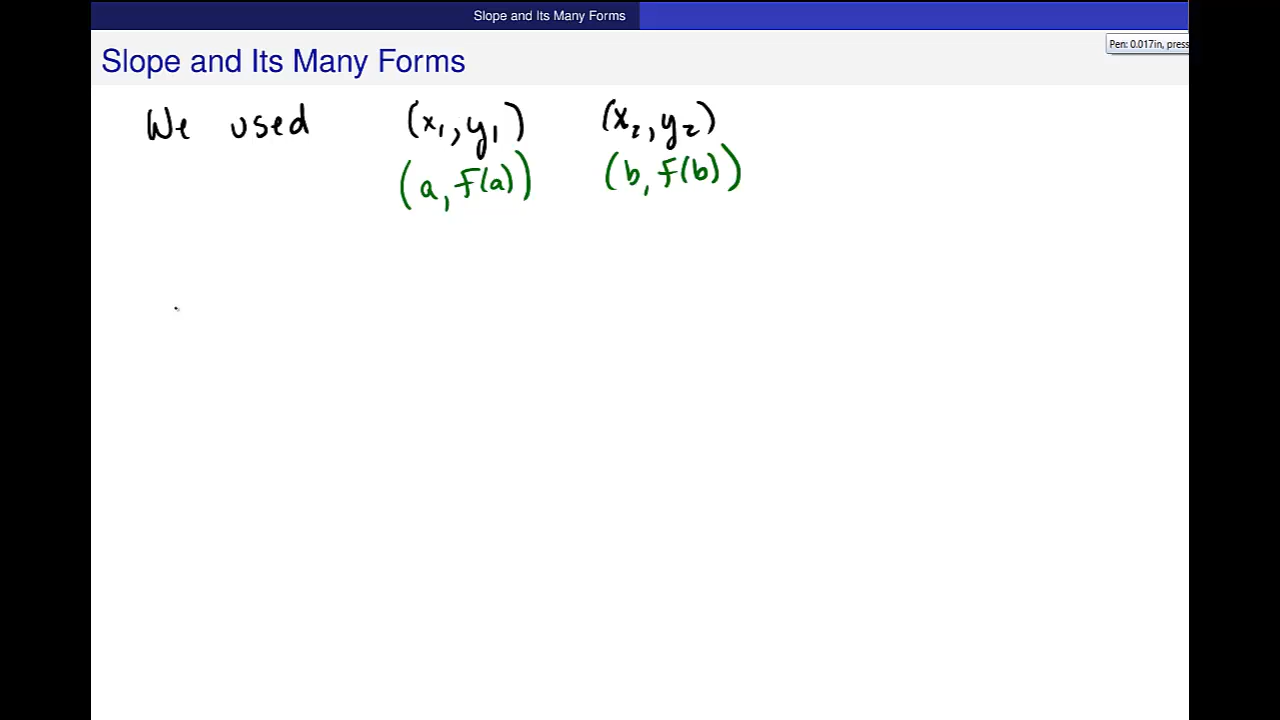 Slope and Its Many Forms
Pen: 0.017in, press
Slope and Its Many Forms
We used (x₁, y₁) (x₂, y₂)
(a, f(a)) (b, f(b))